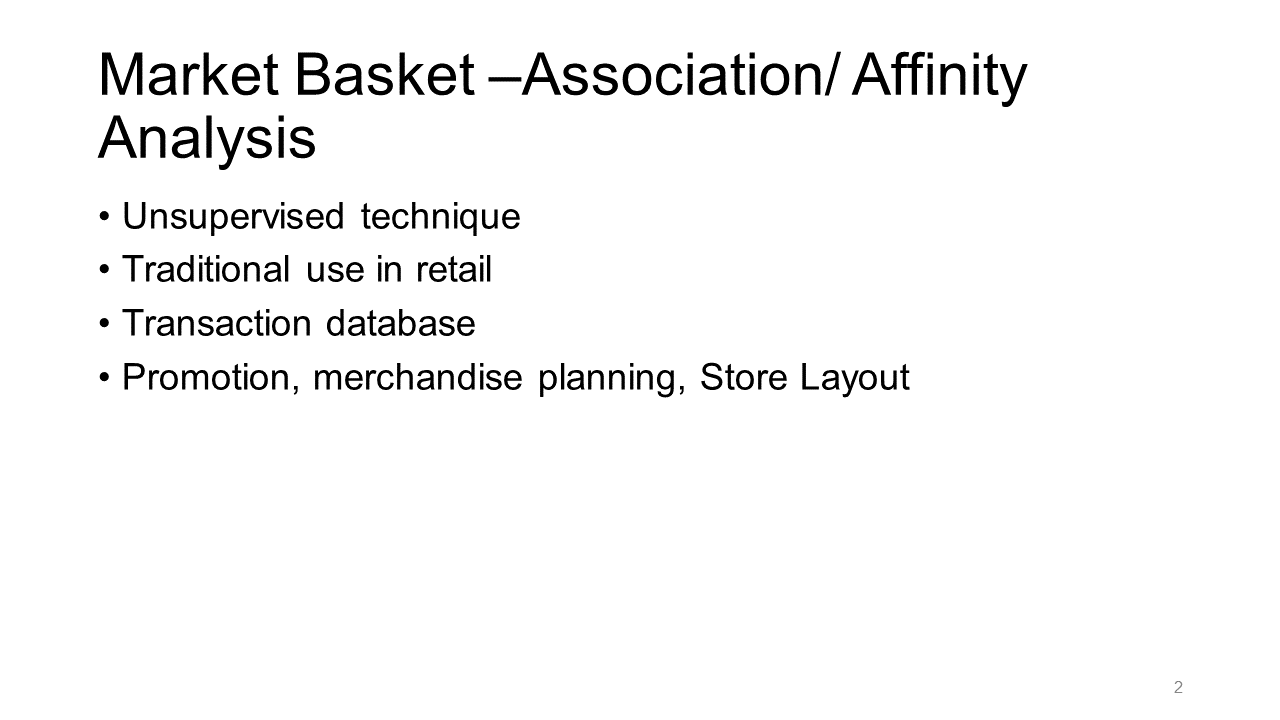 Market Basket –Association/ Affinity
Analysis
• Unsupervised technique
• Traditional use in retail
• Transaction database
• Promotion, merchandise planning, Store Layout
2